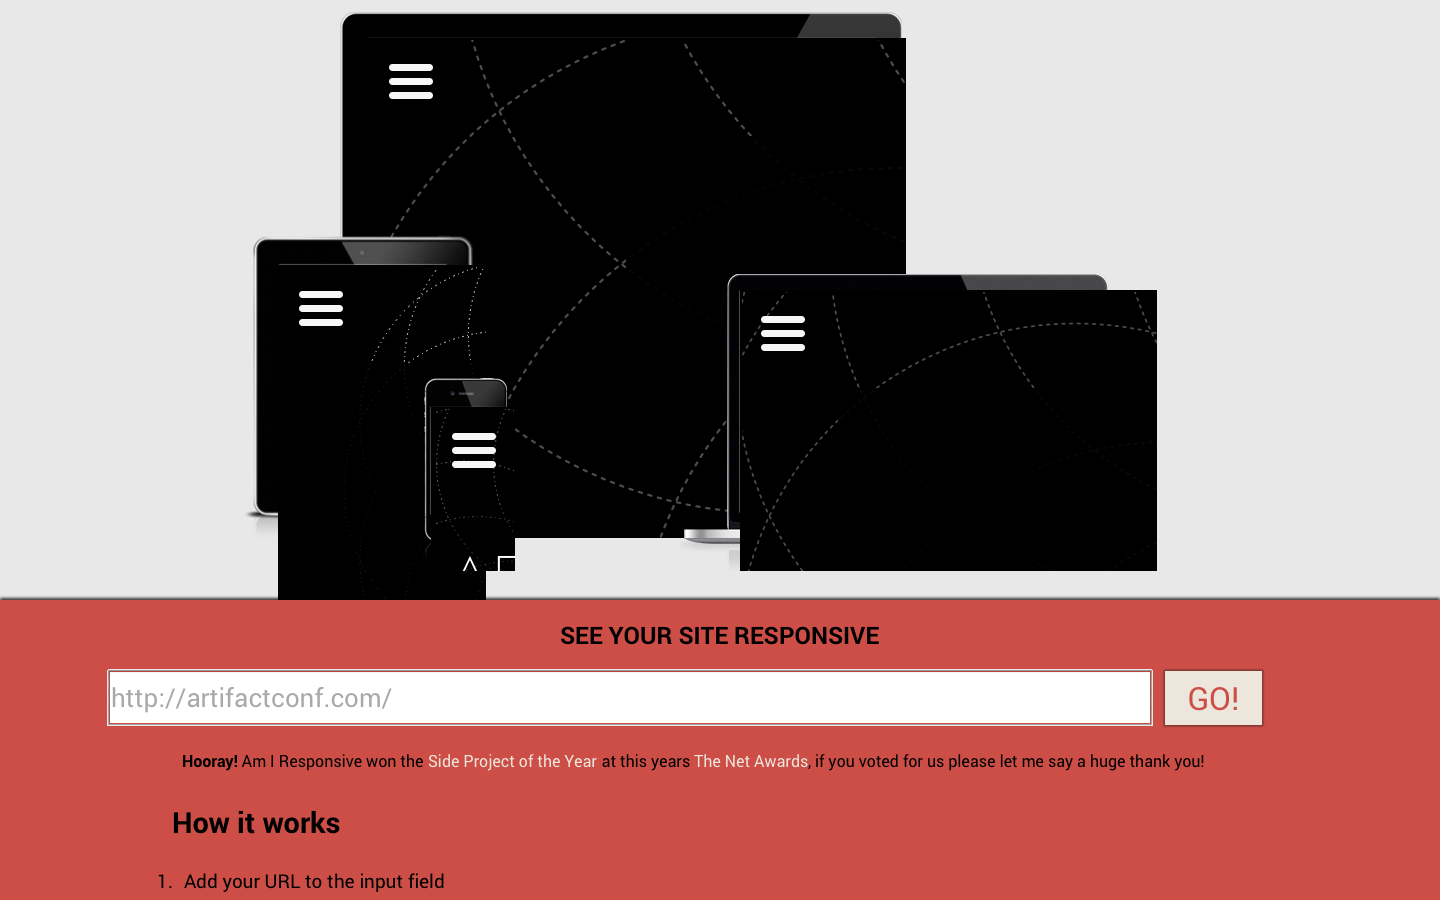 SEE YOUR SITE RESPONSIVE
http://artifactconf.com/
GO!
Hooray! Am I Responsive won the Side Project of the Year at this years The Net Awards, if you voted for us please let me say a huge thank you!
How it works
1. Add your URL to the input field